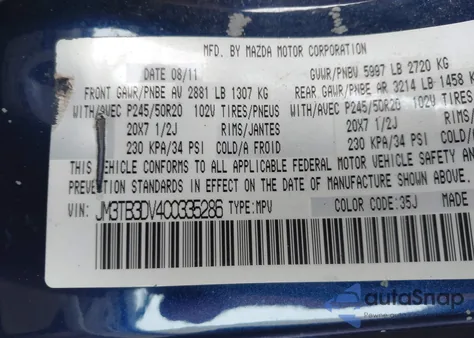 MFD. BY MAZDA MOTOR CORPORATION
DATE 08/11 GVWR/PNBV 5997 LB 2720 KG
FRONT GAWR/PNBE AV 2881 LB 1307 KG REAR GAWR/PNBE AR 3214 LB 1458 KG
WITH/AVEC P245/50R20 102V TIRES/PNEUS WITH/AVEC P245/50R20 102V TIRES/PNEUS
20X7 1/2J RIMS/JANTES 20X7 1/2J RIMS/JANTES
230 KPA/34 PSI COLD/A FROID 230 KPA/34 PSI COLD/A
THIS VEHICLE CONFORMS TO ALL APPLICABLE FEDERAL MOTOR VEHICLE SAFETY AND
PREVENTION STANDARDS IN EFFECT ON THE DATE OF MANUFACTURE SHOWN
VIN: JM3TB3DV4C0335286 TYPE:MPV COLOR CODE:35J MADE
autoSnap